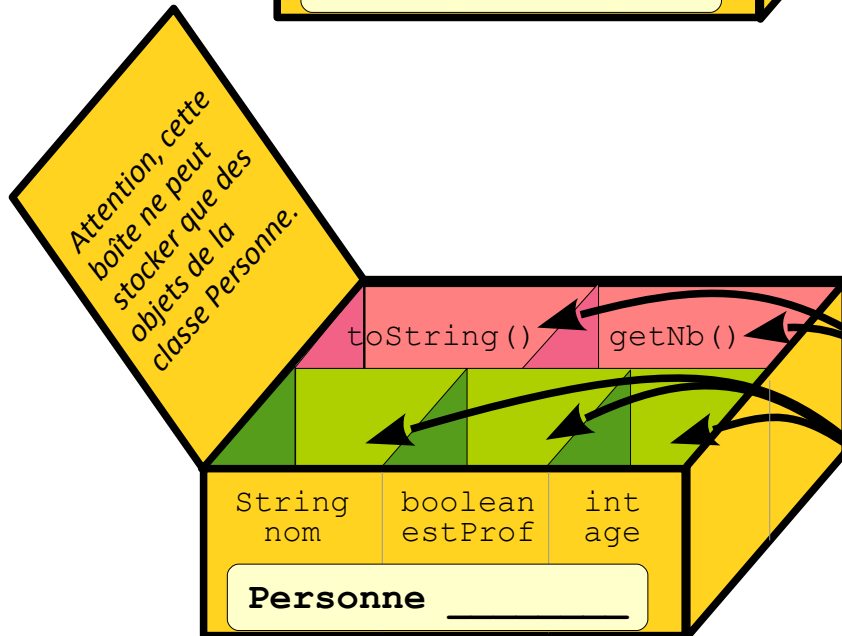 Attention, cette
boîte ne peut
stocker que des
objets de la
classe Personne.
toString() getNb()
String boolean int
nom estProf age
Personne ________